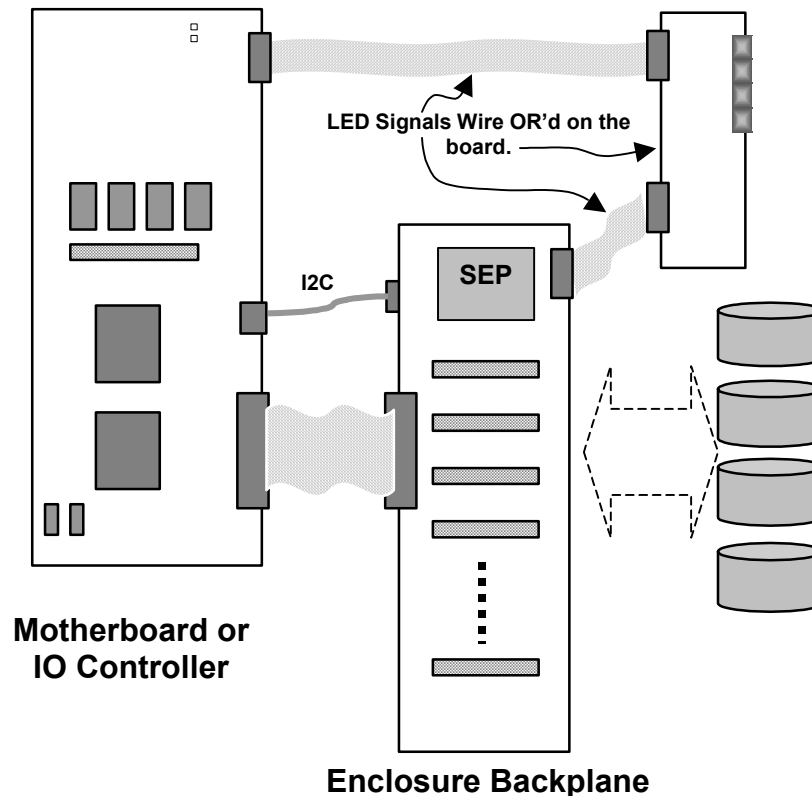 LED Signals Wire OR'd on the
board.
SEP
I2C
Motherboard or
IO Controller
Enclosure Backplane